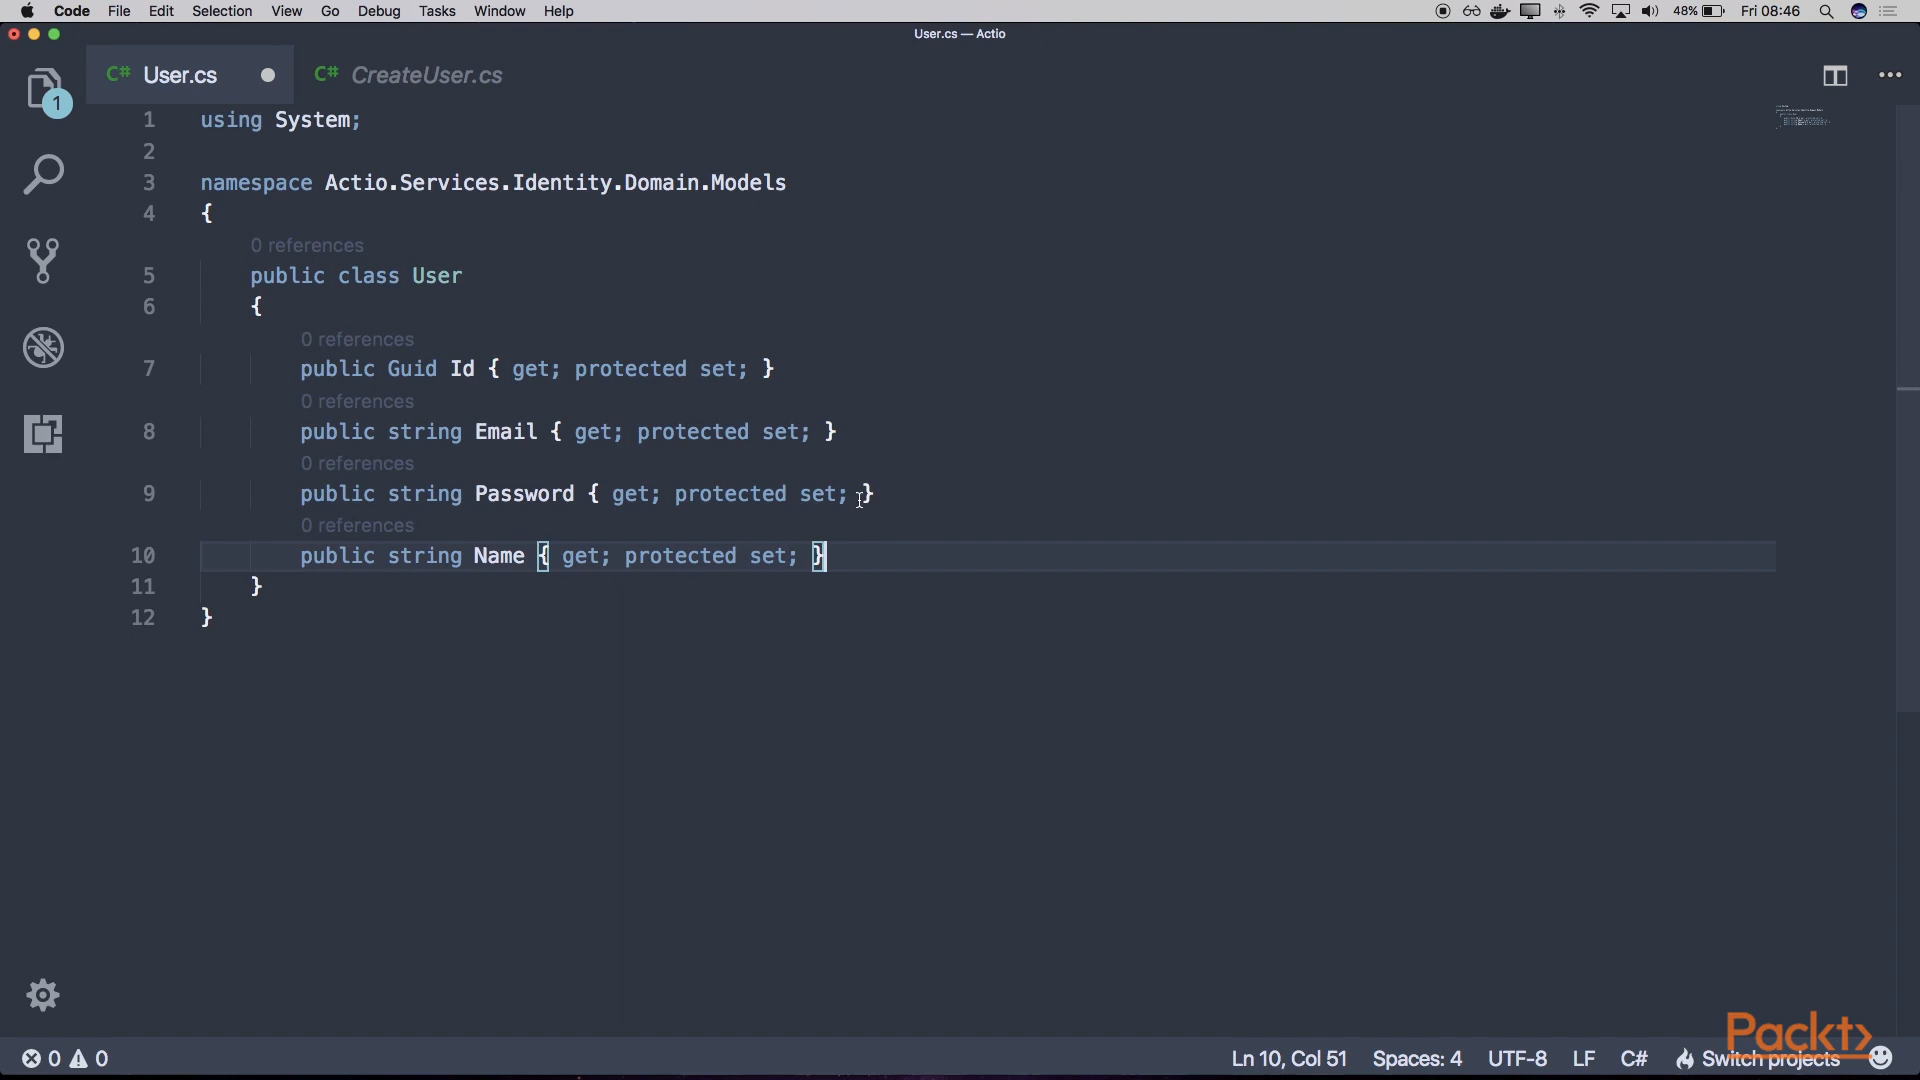 Code File Edit Selection View Go Debug Tasks Window Help 48% Fri 08:46
User.cs — Actio
C# User.cs C# CreateUser.cs
1
1 using System;
2
3 namespace Actio.Services.Identity.Domain.Models
4 {
0 references
5 public class User
6 {
0 references
7 public Guid Id { get; protected set; }
0 references
8 public string Email { get; protected set; }
0 references
9 public string Password { get; protected set; }
0 references
10 public string Name { get; protected set; }
11 }
12 }
Packt>
0 0 Ln 10, Col 51 Spaces: 4 UTF-8 LF C# Switch projects